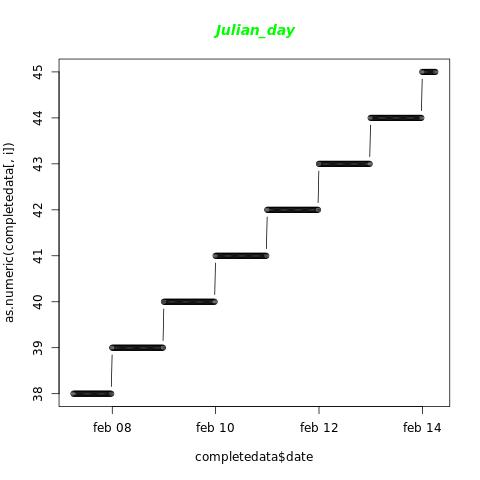 Julian_day
as.numeric(completedata[, i])
45
44
43
42
41
40
39
38
feb 08 feb 10 feb 12 feb 14
completedata$date